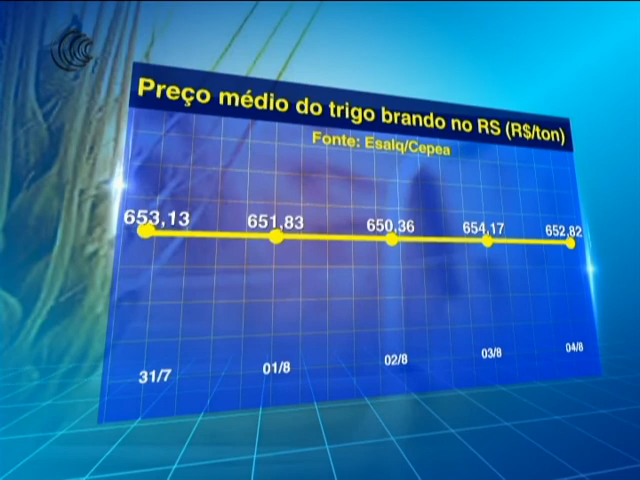 Preço médio do trigo brando no RS (R$/ton)
Fonte: Esalq/Cepea
653,13 651,83 650,36 654,17 652,82
31/7 01/8 02/8 03/8 04/8